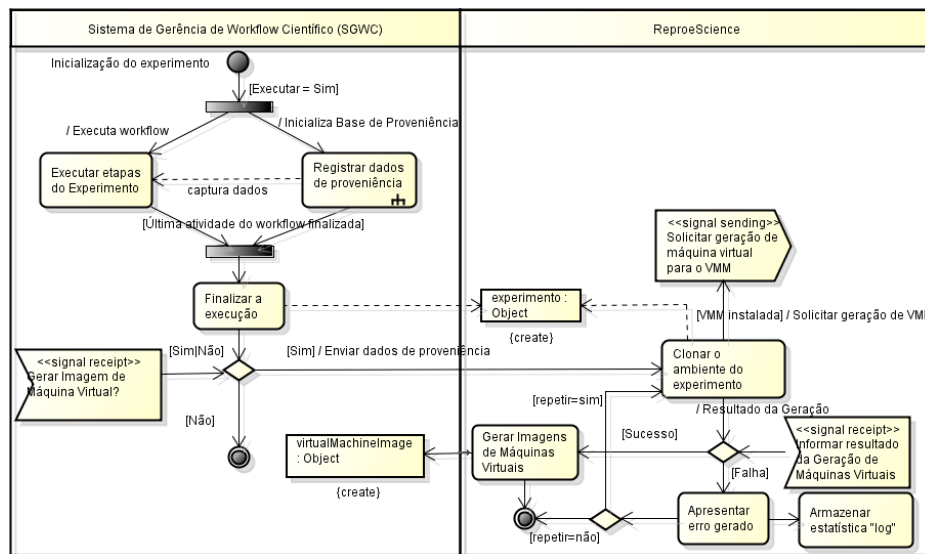 Sistema de Gerência de Workflow Científico (SGWC)
ReproeScience
Inicialização do experimento
[Executar = Sim]
/ Executa workflow
/ Inicializa Base de Proveniência
Executar etapas
do Experimento
Registrar dados
de proveniência
captura dados
[Última atividade do workflow finalizada]
<<signal sending>>
Solicitar geração de
máquina virtual
para o VMM
Finalizar a
execução
experimento :
Object
{create}
[VMM instalada] / Solicitar geração de VM
<<signal receipt>>
Gerar Imagem de
Máquina Virtual?
[Sim|Não]
[Sim] / Enviar dados de proveniência
Clonar o
ambiente do
experimento
[Não]
[repetir=sim]
/ Resultado da Geração
<<signal receipt>>
Informar resultado
da Geração de
Máquinas Virtuais
virtualMachineImage
: Object
{create}
Gerar Imagens
de Máquinas
Virtuais
[Sucesso]
[Falha]
[repetir=não]
Apresentar
erro gerado
Armazenar
estatística "log"